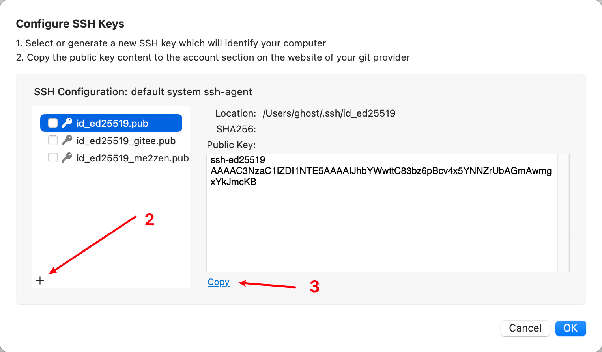 Configure SSH Keys
1. Select or generate a new SSH key which will identify your computer
2. Copy the public key content to the account section on the website of your git provider
SSH Configuration: default system ssh-agent
id_ed25519.pub
id_ed25519_gitee.pub
id_ed25519_me2zen.pub
2
+
Location: /Users/ghost/.ssh/id_ed25519
SHA256:
Public Key:
ssh-ed25519
AAAAC3NzaC1lZDI1NTE5AAAAIJhbYWwttC83bz6pBcv4x5YNNZrUbAGmAwmg
xYkJmcKB
Copy
3
Cancel
OK